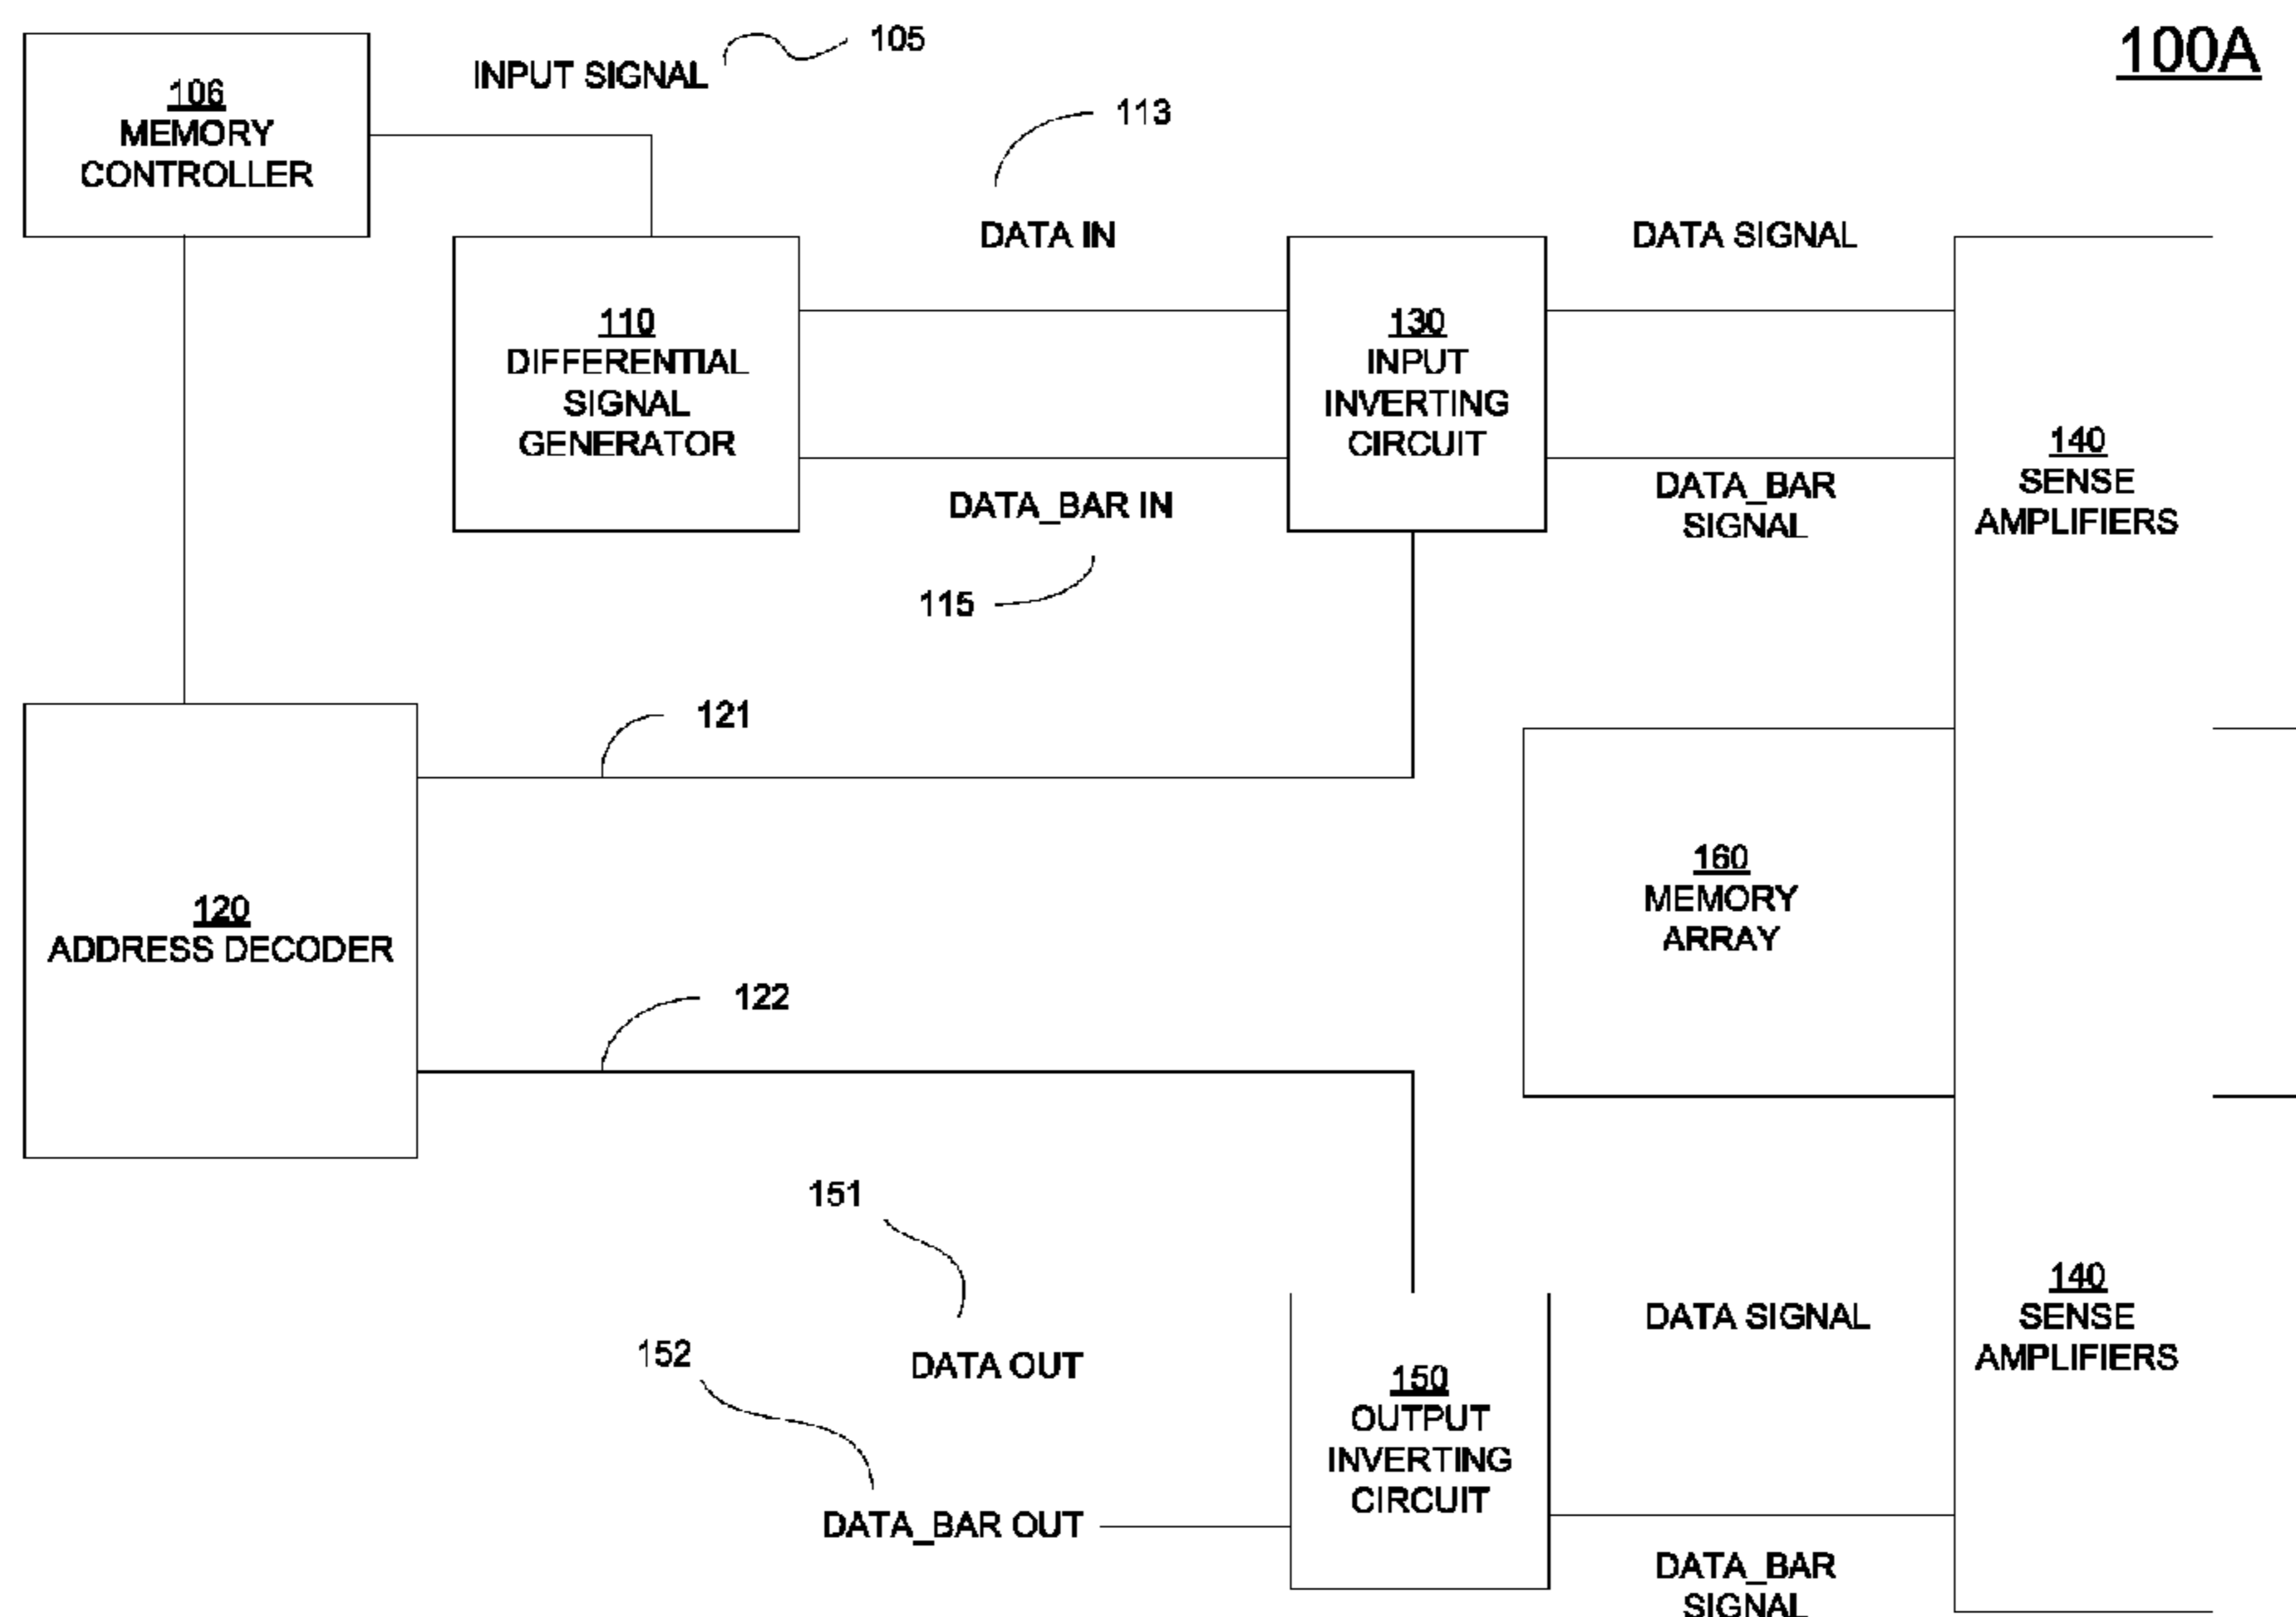 100A
106
MEMORY
CONTROLLER
INPUT SIGNAL
105
113
DATA IN
DATA SIGNAL
110
DIFFERENTIAL
SIGNAL
GENERATOR
130
INPUT
INVERTING
CIRCUIT
140
SENSE
AMPLIFIERS
DATA_BAR IN
DATA_BAR
SIGNAL
115
121
160
MEMORY
ARRAY
120
ADDRESS DECODER
122
151
152
DATA OUT
DATA_BAR OUT
150
OUTPUT
INVERTING
CIRCUIT
DATA SIGNAL
140
SENSE
AMPLIFIERS
DATA_BAR
SIGNAL